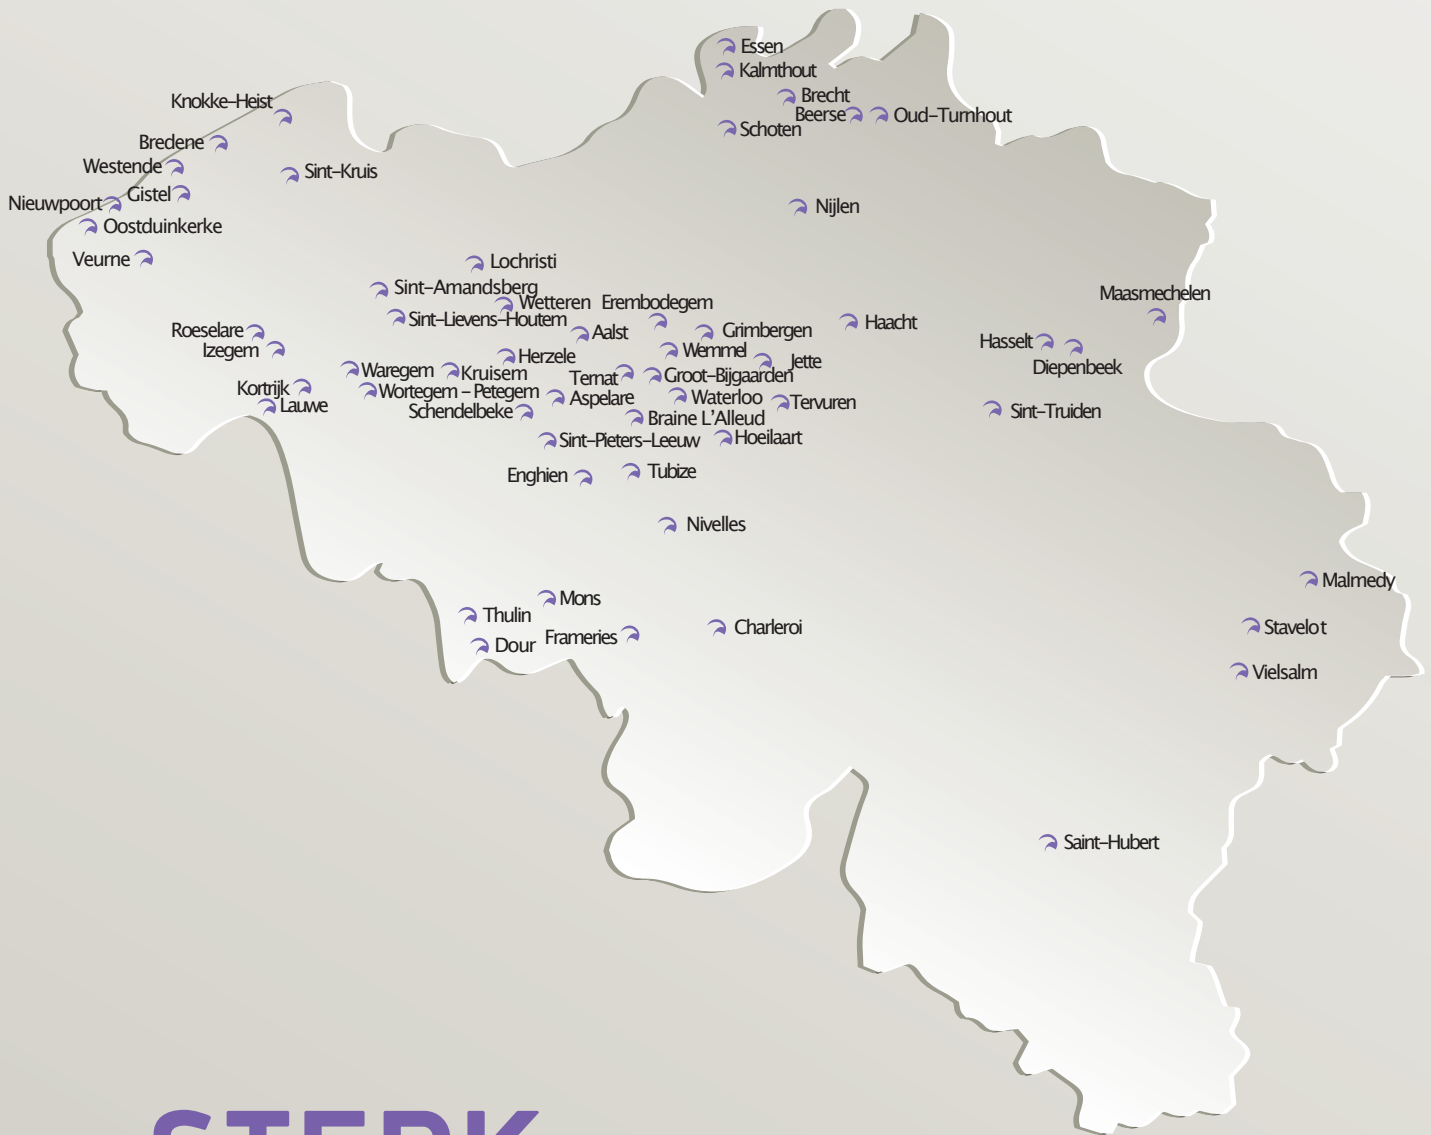 Essen
Kalmthout
Brecht
Knokke-Heist
Beerse
Oud-Turnhout
Schoten
Bredene
Westende
Sint-Kruis
Gistel
Nieuwpoort
Nijlen
Oostduinkerke
Veurne
Lochristi
Sint-Amandsberg
Maasmechelen
Wetteren
Erembodegem
Sint-Lievens-Houtem
Haacht
Roeselare
Aalst
Grimbergen
Hasselt
Izegem
Wemmel
Herzele
Jette
Diepenbeek
Waregem
Kruisem
Ternat
Groot-Bijgaarden
Kortrijk
Wortegem - Petegem
Aspelare
Waterloo
Tervuren
Lauwe
Schendelbeke
Sint-Truiden
Braine L'Alleud
Sint-Pieters-Leeuw
Hoeilaart
Enghien
Tubize
Nivelles
Malmedy
Mons
Thulin
Charleroi
Stavelot
Frameries
Dour
Vielsalm
Saint-Hubert
STERK